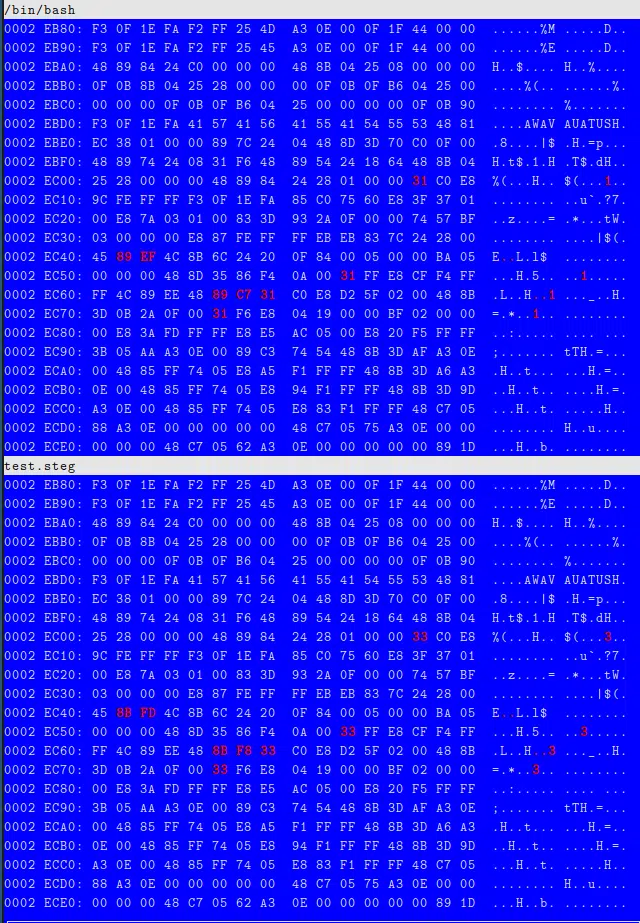 /bin/bash
0002 EB80: F3 0F 1E FA F2 FF 25 4D A3 0E 00 0F 1F 44 00 00 ......%M .....D..
0002 EB90: F3 0F 1E FA F2 FF 25 45 A3 0E 00 0F 1F 44 00 00 ......%E .....D..
0002 EBA0: 48 89 84 24 C0 00 00 00 48 8B 04 25 08 00 00 00 H..$.... H..%....
0002 EBB0: 0F 0B 8B 04 25 28 00 00 00 0F 0B 0F B6 04 25 00 ....%(.. ......%.
0002 EBC0: 00 00 00 0F 0B 0F B6 04 25 00 00 00 00 0F 0B 90 ........ %.......
0002 EBD0: F3 0F 1E FA 41 57 41 56 41 55 41 54 55 53 48 81 ....AWAV AUATUSH.
0002 EBE0: EC 38 01 00 00 89 7C 24 04 48 8D 3D 70 C0 0F 00 .8....|$ .H.=p...
0002 EBF0: 48 89 74 24 08 31 F6 48 89 54 24 18 64 48 8B 04 H.t$.1.H .T$.dH..
0002 EC00: 25 28 00 00 00 48 89 84 24 28 01 00 00 31 C0 E8 %(...H.. $(...1..
0002 EC10: 9C FE FF FF F3 0F 1E FA 85 C0 75 60 E8 3F 37 01 ........ ..u`.?7.
0002 EC20: 00 E8 7A 03 01 00 83 3D 93 2A 0F 00 00 74 57 BF ..z....= .*...tW.
0002 EC30: 03 00 00 00 E8 87 FE FF FF EB EB 83 7C 24 28 00 ........ ....|$(.
0002 EC40: 45 89 EF 4C 8B 6C 24 20 0F 84 00 05 00 00 BA 05 E..L.l$ ........
0002 EC50: 00 00 00 48 8D 35 86 F4 0A 00 31 FF E8 CF F4 FF ...H.5.. ..1.....
0002 EC60: FF 4C 89 EE 48 89 C7 31 C0 E8 D2 5F 02 00 48 8B .L..H..1 ..._..H.
0002 EC70: 3D 0B 2A 0F 00 31 F6 E8 04 19 00 00 BF 02 00 00 =.*..1.. ........
0002 EC80: 00 E8 3A FD FF FF E8 E5 AC 05 00 E8 20 F5 FF FF ..:..... .... ...
0002 EC90: 3B 05 AA A3 0E 00 89 C3 74 54 48 8B 3D AF A3 0E ;....... tTH.=...
0002 ECA0: 00 48 85 FF 74 05 E8 A5 F1 FF FF 48 8B 3D A6 A3 .H..t... ...H.=..
0002 ECB0: 0E 00 48 85 FF 74 05 E8 94 F1 FF FF 48 8B 3D 9D ..H..t.. ....H.=.
0002 ECC0: A3 0E 00 48 85 FF 74 05 E8 83 F1 FF FF 48 C7 05 ...H..t. .....H..
0002 ECD0: 88 A3 0E 00 00 00 00 00 48 C7 05 75 A3 0E 00 00 ........ H..u....
0002 ECE0: 00 00 00 48 C7 05 62 A3 0E 00 00 00 00 00 89 1D ...H..b. ........
test.steg
0002 EB80: F3 0F 1E FA F2 FF 25 4D A3 0E 00 0F 1F 44 00 00 ......%M .....D..
0002 EB90: F3 0F 1E FA F2 FF 25 45 A3 0E 00 0F 1F 44 00 00 ......%E .....D..
0002 EBA0: 48 89 84 24 C0 00 00 00 48 8B 04 25 08 00 00 00 H..$.... H..%....
0002 EBB0: 0F 0B 8B 04 25 28 00 00 00 0F 0B 0F B6 04 25 00 ....%(.. ......%.
0002 EBC0: 00 00 00 0F 0B 0F B6 04 25 00 00 00 00 0F 0B 90 ........ %.......
0002 EBD0: F3 0F 1E FA 41 57 41 56 41 55 41 54 55 53 48 81 ....AWAV AUATUSH.
0002 EBE0: EC 38 01 00 00 89 7C 24 04 48 8D 3D 70 C0 0F 00 .8....|$ .H.=p...
0002 EBF0: 48 89 74 24 08 31 F6 48 89 54 24 18 64 48 8B 04 H.t$.1.H .T$.dH..
0002 EC00: 25 28 00 00 00 48 89 84 24 28 01 00 00 33 C0 E8 %(...H.. $(...3..
0002 EC10: 9C FE FF FF F3 0F 1E FA 85 C0 75 60 E8 3F 37 01 ........ ..u`.?7.
0002 EC20: 00 E8 7A 03 01 00 83 3D 93 2A 0F 00 00 74 57 BF ..z....= .*...tW.
0002 EC30: 03 00 00 00 E8 87 FE FF FF EB EB 83 7C 24 28 00 ........ ....|$(.
0002 EC40: 45 8B FD 4C 8B 6C 24 20 0F 84 00 05 00 00 BA 05 E..L.l$ ........
0002 EC50: 00 00 00 48 8D 35 86 F4 0A 00 33 FF E8 CF F4 FF ...H.5.. ..3.....
0002 EC60: FF 4C 89 EE 48 8B F8 33 C0 E8 D2 5F 02 00 48 8B .L..H..3 ..._..H.
0002 EC70: 3D 0B 2A 0F 00 33 F6 E8 04 19 00 00 BF 02 00 00 =.*..3.. ........
0002 EC80: 00 E8 3A FD FF FF E8 E5 AC 05 00 E8 20 F5 FF FF ..:..... .... ...
0002 EC90: 3B 05 AA A3 0E 00 89 C3 74 54 48 8B 3D AF A3 0E ;....... tTH.=...
0002 ECA0: 00 48 85 FF 74 05 E8 A5 F1 FF FF 48 8B 3D A6 A3 .H..t... ...H.=..
0002 ECB0: 0E 00 48 85 FF 74 05 E8 94 F1 FF FF 48 8B 3D 9D ..H..t.. ....H.=.
0002 ECC0: A3 0E 00 48 85 FF 74 05 E8 83 F1 FF FF 48 C7 05 ...H..t. .....H..
0002 ECD0: 88 A3 0E 00 00 00 00 00 48 C7 05 75 A3 0E 00 00 ........ H..u....
0002 ECE0: 00 00 00 48 C7 05 62 A3 0E 00 00 00 00 00 89 1D ...H..b. ........